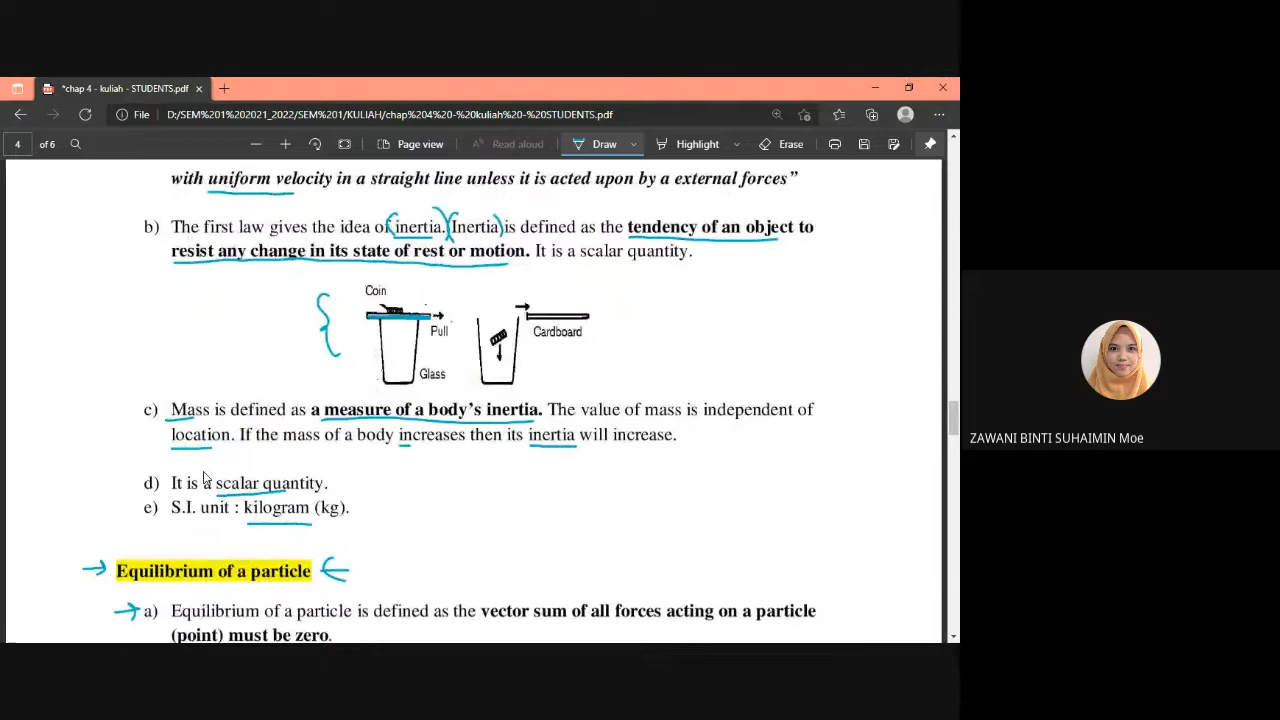 *chap 4 - kuliah - STUDENTS.pdf
File
D:/SEM%201%202021_2022/SEM%201/KULIAH/chap%204%20-%20kuliah%20-%20STUDENTS.pdf
4 of 6
Page view
Read aloud
Draw
Highlight
Erase
with uniform velocity in a straight line unless it is acted upon by a external forces”
b) The first law gives the idea of inertia. Inertia is defined as the tendency of an object to
resist any change in its state of rest or motion. It is a scalar quantity.
Coin
Pull
Cardboard
Glass
c) Mass is defined as a measure of a body's inertia. The value of mass is independent of
location. If the mass of a body increases then its inertia will increase.
ZAWANI BINTI SUHAIMIN Moe
d) It is a scalar quantity.
e) S.I. unit : kilogram (kg).
Equilibrium of a particle
a) Equilibrium of a particle is defined as the vector sum of all forces acting on a particle
(point) must be zero.